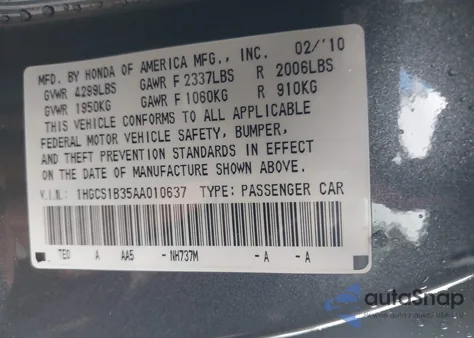 MFD. BY HONDA OF AMERICA MFG., INC. 02/'10
GVWR 4299LBS GAWR F 2337LBS R 2006LBS
GVWR 1950KG GAWR F 1060KG R 910KG
THIS VEHICLE CONFORMS TO ALL APPLICABLE
FEDERAL MOTOR VEHICLE SAFETY, BUMPER,
AND THEFT PREVENTION STANDARDS IN EFFECT
ON THE DATE OF MANUFACTURE SHOWN ABOVE.
V.I.N.: 1HGCS1B35AA010637 TYPE: PASSENGER CAR
TE0 A AA5 - NH737M - A - A
autoSnap